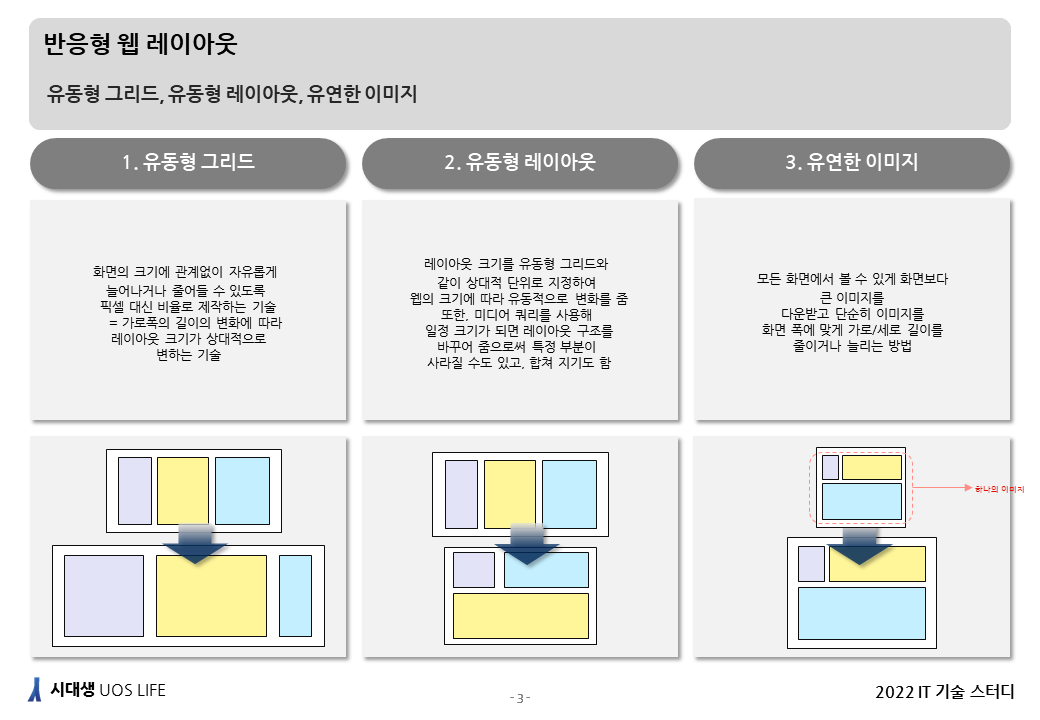 반응형 웹 레이아웃
유동형 그리드, 유동형 레이아웃, 유연한 이미지
1. 유동형 그리드
화면의 크기에 관계없이 자유롭게
늘어나거나 줄어들 수 있도록
픽셀 대신 비율로 제작하는 기술
= 가로폭의 길이의 변화에 따라
레이아웃 크기가 상대적으로
변하는 기술
2. 유동형 레이아웃
레이아웃 크기를 유동형 그리드와
같이 상대적 단위로 지정하여
웹의 크기에 따라 유동적으로 변화를 줌
또한, 미디어 쿼리를 사용해
일정 크기가 되면 레이아웃 구조를
바꾸어 줌으로써 특정 부분이
사라질 수도 있고, 합쳐 지기도 함
3. 유연한 이미지
모든 화면에서 볼 수 있게 화면보다
큰 이미지를
다운받고 단순히 이미지를
화면 폭에 맞게 가로/세로 길이를
줄이거나 늘리는 방법
하나의 이미지
시대생 UOS LIFE
- 3 -
2022 IT 기술 스터디